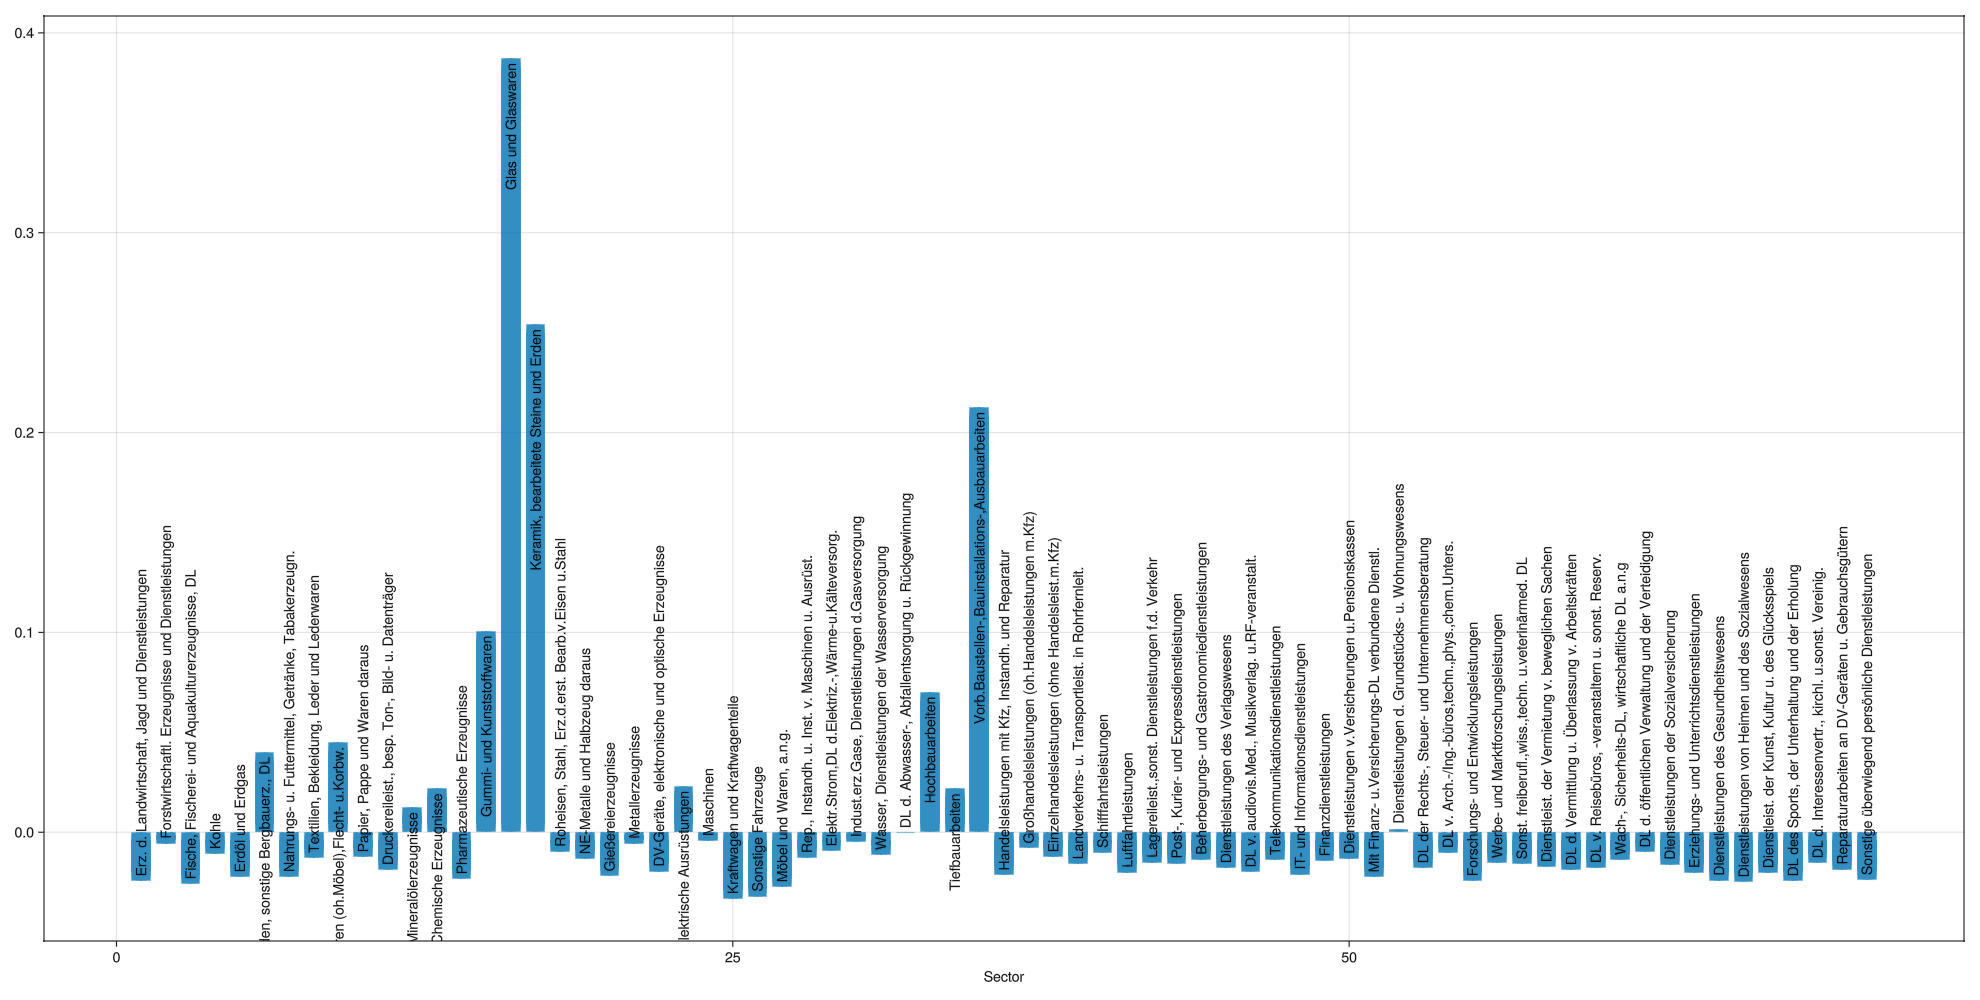 0.4
0.3
0.2
0.1
0.0
Erz. d. Landwirtschaft, Jagd und Dienstleistungen
Forstwirtschaftl. Erzeugnisse und Dienstleistungen
Fische, Fischerei- und Aquakulturerzeugnisse, DL
Kohle
Erdöl und Erdgas
den, sonstige Bergbauerz., DL
Nahrungs- u. Futtermittel, Getränke, Tabakerzeugn.
Textilien, Bekleidung, Leder und Lederwaren
ren (oh.Möbel),Flecht- u.Korbw.
Papier, Pappe und Waren daraus
Druckereileist., besp. Ton-, Bild- u. Datenträger
Mineralölerzeugnisse
Chemische Erzeugnisse
Pharmazeutische Erzeugnisse
Gummi- und Kunststoffwaren
Glas und Glaswaren
Keramik, bearbeitete Steine und Erden
Roheisen, Stahl, Erz.d.erst. Bearb.v.Eisen u.Stahl
NE-Metalle und Halbzeug daraus
Gießereierzeugnisse
Metallerzeugnisse
DV-Geräte, elektronische und optische Erzeugnisse
lektrische Ausrüstungen
Maschinen
Kraftwagen und Kraftwagenteile
Sonstige Fahrzeuge
Möbel und Waren, a.n.g.
Rep., Instandh. u. Inst. v. Maschinen u. Ausrüst.
Elektr.Strom,DL d.Elektriz.-,Wärme-u.Kälteversorg.
Indust.erz.Gase, Dienstleistungen d.Gasversorgung
Wasser, Dienstleistungen der Wasserversorgung
DL d. Abwasser-, Abfallentsorgung u. Rückgewinnung
Hochbauarbeiten
Tiefbauarbeiten
Vorb.Baustellen-,Bauinstallations-,Ausbauarbeiten
Handelsleistungen mit Kfz, Instandh. und Reparatur
Großhandelsleistungen (oh.Handelsleistungen m.Kfz)
Einzelhandelsleistungen (ohne Handelsleist.m.Kfz)
Landverkehrs- u. Transportleist. in Rohrfernleit.
Schifffahrtsleistungen
Luftfahrtleistungen
Lagereileist.,sonst. Dienstleistungen f.d. Verkehr
Post-, Kurier- und Expressdienstleistungen
Beherbergungs- und Gastronomiedienstleistungen
Dienstleistungen des Verlagswesens
DL v. audiovis.Med., Musikverlag. u.RF-veranstalt.
Telekommunikationsdienstleistungen
IT- und Informationsdienstleistungen
Finanzdienstleistungen
Dienstleistungen v.Versicherungen u.Pensionskassen
Mit Finanz- u.Versicherungs-DL verbundene Dienstl.
Dienstleistungen d. Grundstücks- u. Wohnungswesens
DL der Rechts-, Steuer- und Unternehmensberatung
DL v. Arch.-/Ing.-büros,techn.,phys.,chem.Unters.
Forschungs- und Entwicklungsleistungen
Werbe- und Marktforschungsleistungen
Sonst. freiberufl.,wiss.,techn. u.veterinärmed. DL
Dienstleist. der Vermietung v. beweglichen Sachen
DL d. Vermittlung u. Überlassung v. Arbeitskräften
DL v. Reisebüros, -veranstaltern u. sonst. Reserv.
Wach-, Sicherheits-DL, wirtschaftliche DL a.n.g
DL d. öffentlichen Verwaltung und der Verteidigung
Dienstleistungen der Sozialversicherung
Erziehungs- und Unterrichtsdienstleistungen
Dienstleistungen des Gesundheitswesens
Dienstleistungen von Heimen und des Sozialwesens
Dienstleist. der Kunst, Kultur u. des Glücksspiels
DL des Sports, der Unterhaltung und der Erholung
DL d. Interessenvertr., kirchl. u.sonst. Vereinig.
Reparaturarbeiten an DV-Geräten u. Gebrauchsgütern
Sonstige überwiegend persönliche Dienstleistungen
0
25
50
Sector